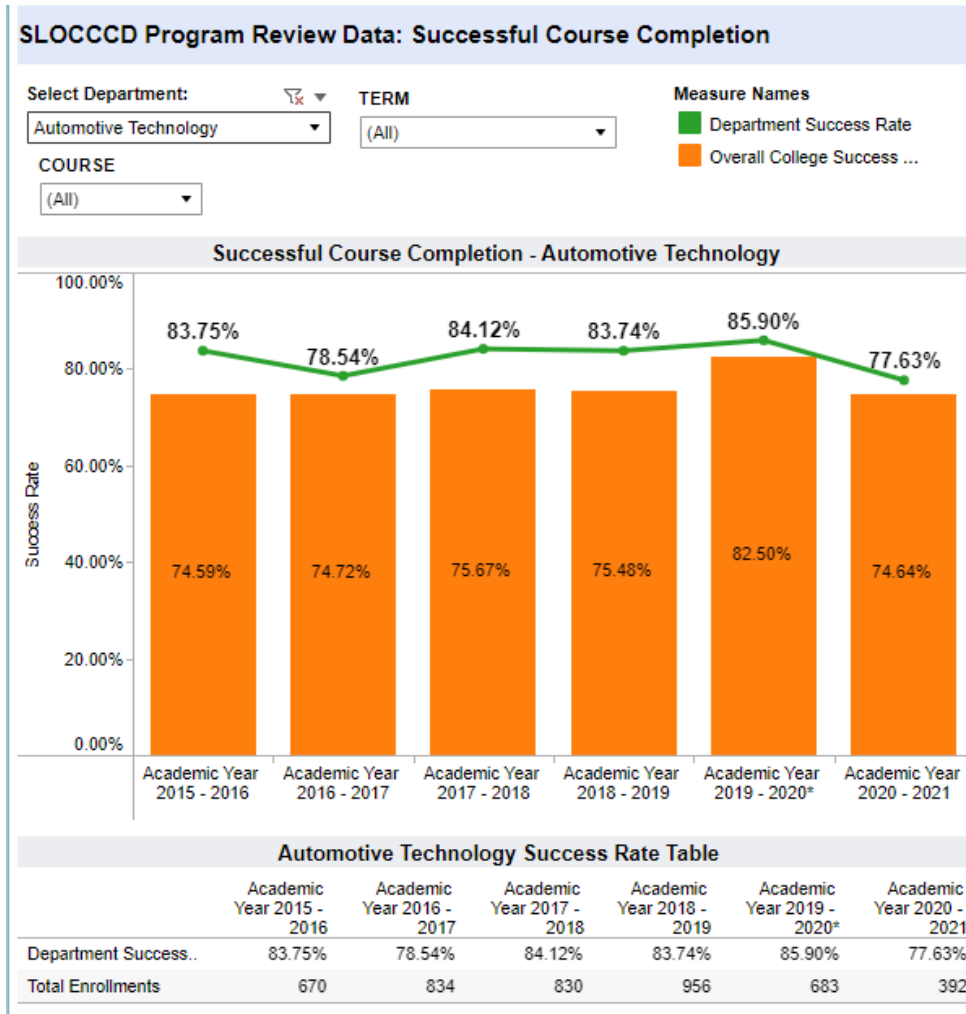 SLOCCCD Program Review Data: Successful Course Completion
Select Department:
Automotive Technology
TERM
(All)
COURSE
(All)
Measure Names
Department Success Rate
Overall College Success ...
Successful Course Completion - Automotive Technology
Success Rate
100.00%
80.00%
60.00%
40.00%
20.00%
0.00%
83.75%
78.54%
84.12%
83.74%
85.90%
77.63%
74.59%
74.72%
75.67%
75.48%
82.50%
74.64%
Academic Year
2015 - 2016
Academic Year
2016 - 2017
Academic Year
2017 - 2018
Academic Year
2018 - 2019
Academic Year
2019 - 2020*
Academic Year
2020 - 2021
Automotive Technology Success Rate Table
Academic Academic Academic Academic Academic Academic
Year 2015 - Year 2016 - Year 2017 - Year 2018 - Year 2019 - Year 2020 -
2016 2017 2018 2019 2020* 2021
Department Success.. 83.75% 78.54% 84.12% 83.74% 85.90% 77.63%
Total Enrollments 670 834 830 956 683 392